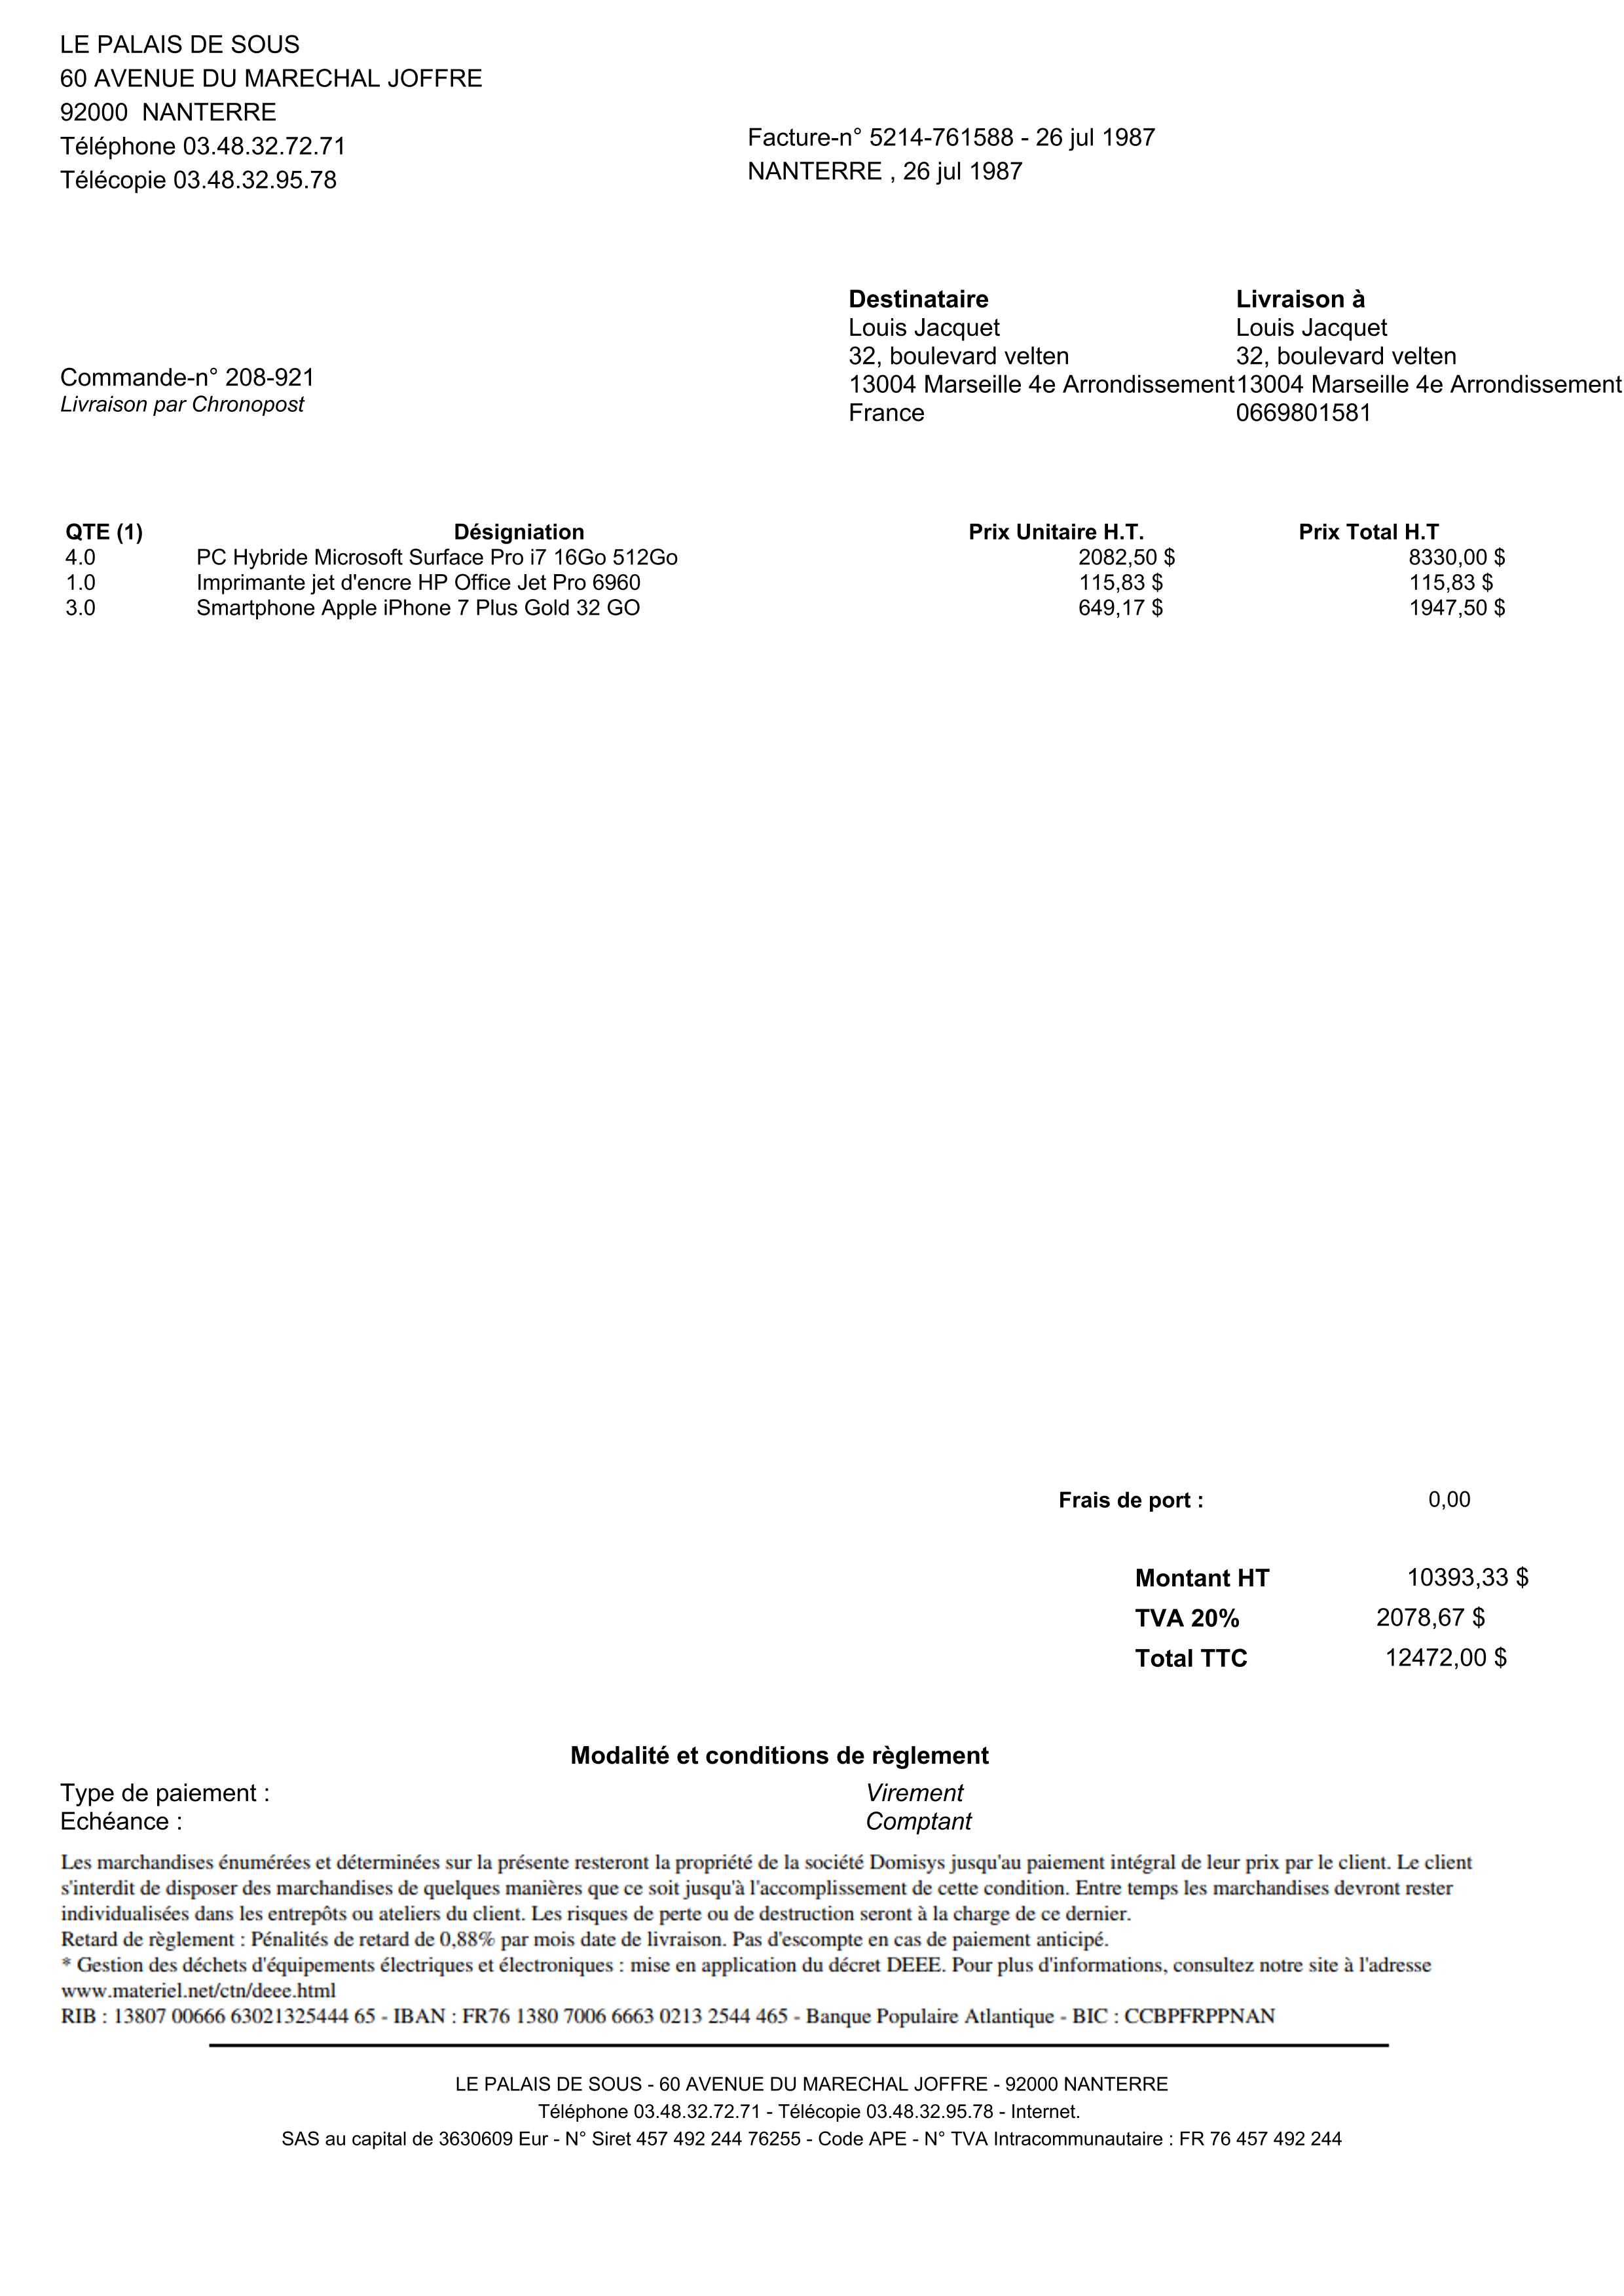 LE PALAIS DE SOUS
60 AVENUE DU MARECHAL JOFFRE
92000 NANTERRE
Téléphone 03.48.32.72.71
Télécopie 03.48.32.95.78
Facture-n° 5214-761588 - 26 jul 1987
NANTERRE , 26 jul 1987
Commande-n° 208-921
Livraison par Chronopost
Destinataire
Louis Jacquet
32, boulevard velten
13004 Marseille 4e Arrondissement
France
Livraison à
Louis Jacquet
32, boulevard velten
13004 Marseille 4e Arrondissement
0669801581
QTE (1) Désigniation Prix Unitaire H.T. Prix Total H.T
4.0 PC Hybride Microsoft Surface Pro i7 16Go 512Go 2082,50 $ 8330,00 $
1.0 Imprimante jet d'encre HP Office Jet Pro 6960 115,83 $ 115,83 $
3.0 Smartphone Apple iPhone 7 Plus Gold 32 GO 649,17 $ 1947,50 $
Frais de port : 0,00
Montant HT 10393,33 $
TVA 20% 2078,67 $
Total TTC 12472,00 $
Modalité et conditions de règlement
Type de paiement : Virement
Echéance : Comptant
Les marchandises énumérées et déterminées sur la présente resteront la propriété de la société Domisys jusqu'au paiement intégral de leur prix par le client. Le client
s'interdit de disposer des marchandises de quelques manières que ce soit jusqu'à l'accomplissement de cette condition. Entre temps les marchandises devront rester
individualisées dans les entrepôts ou ateliers du client. Les risques de perte ou de destruction seront à la charge de ce dernier.
Retard de règlement : Pénalités de retard de 0,88% par mois date de livraison. Pas d'escompte en cas de paiement anticipé.
* Gestion des déchets d'équipements électriques et électroniques : mise en application du décret DEEE. Pour plus d'informations, consultez notre site à l'adresse
www.materiel.net/ctn/deee.html
RIB : 13807 00666 63021325444 65 - IBAN : FR76 1380 7006 6663 0213 2544 465 - Banque Populaire Atlantique - BIC : CCBPFRPPNAN
LE PALAIS DE SOUS - 60 AVENUE DU MARECHAL JOFFRE - 92000 NANTERRE
Téléphone 03.48.32.72.71 - Télécopie 03.48.32.95.78 - Internet.
SAS au capital de 3630609 Eur - N° Siret 457 492 244 76255 - Code APE - N° TVA Intracommunautaire : FR 76 457 492 244